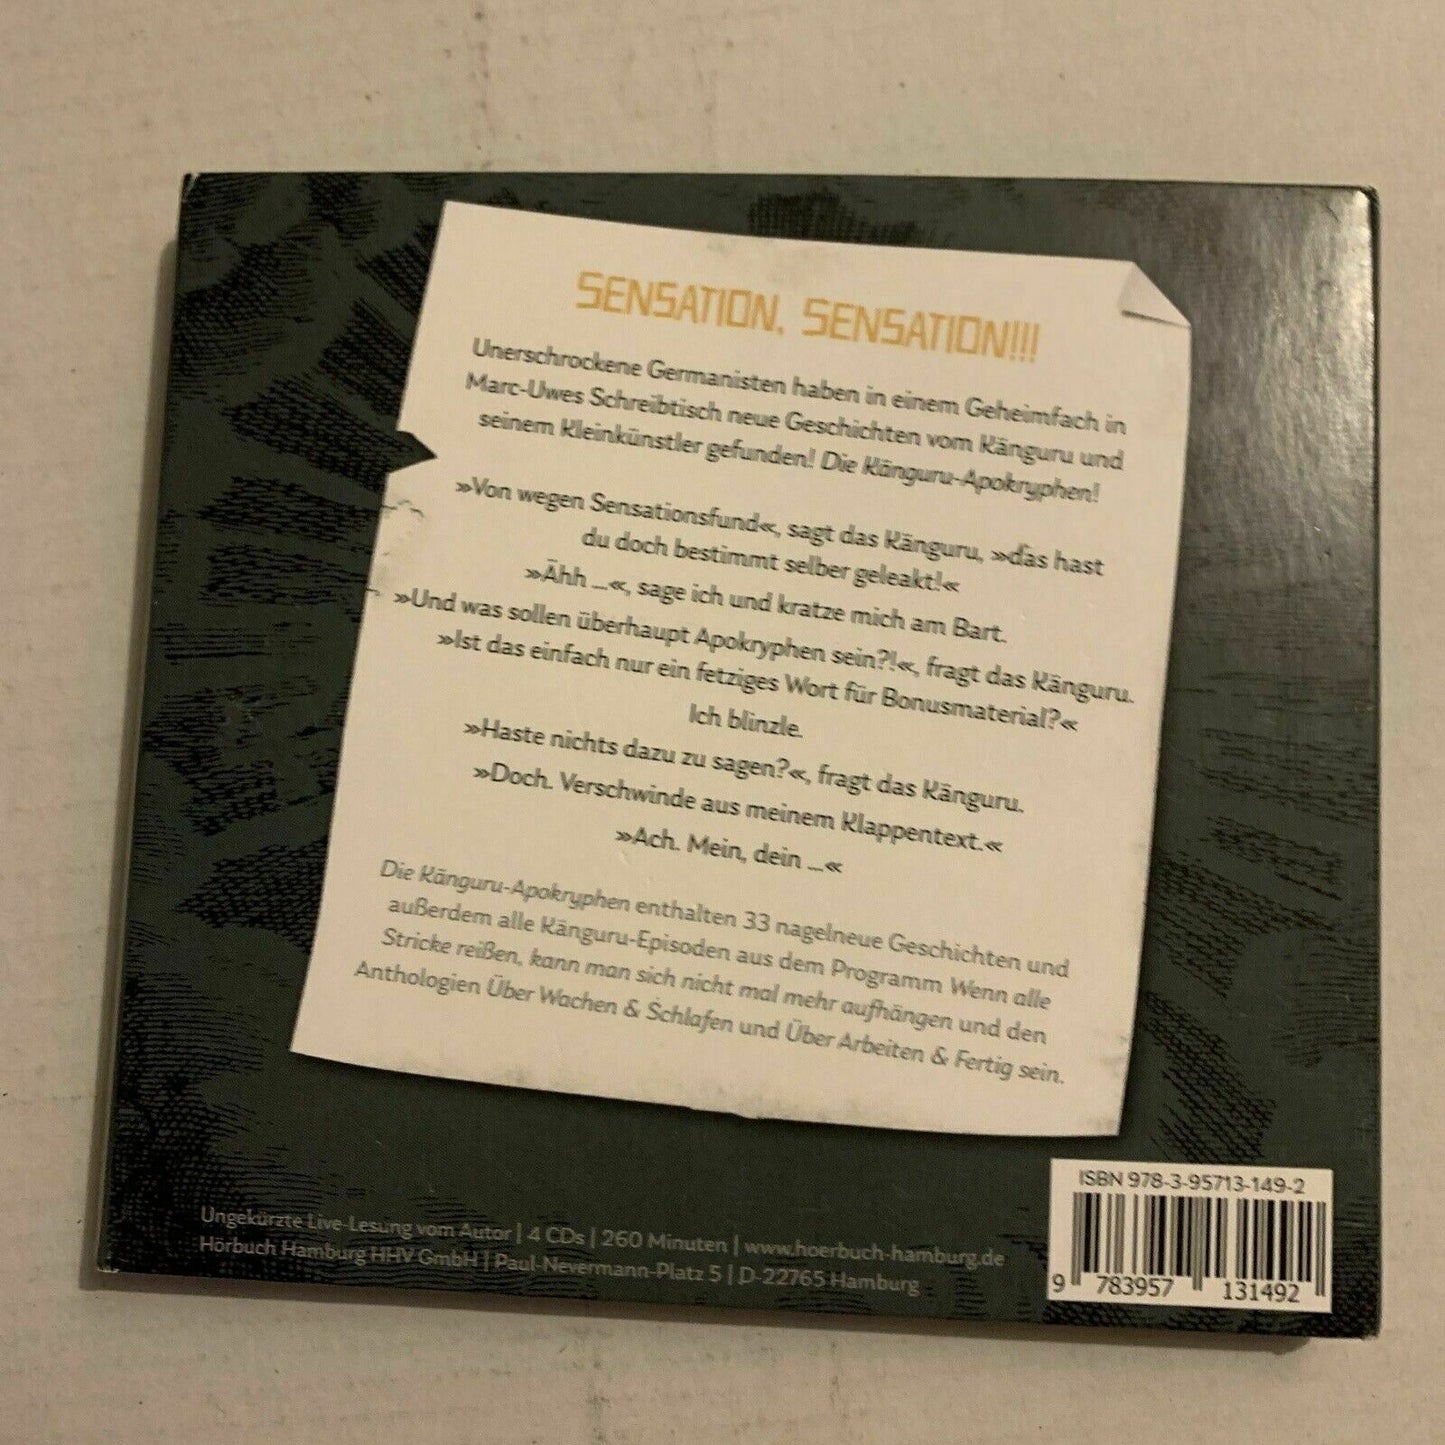 SENSATION, SENSATION!!!
Unerschrockene Germanisten haben in einem Geheimfach in
Marc-Uwes Schreibtisch neue Geschichten vom Känguru und
seinem Kleinkünstler gefunden! Die Känguru-Apokryphen!
»Von wegen Sensationsfund«, sagt das Känguru, »das hast
du doch bestimmt selber geleakt!«
»Ähh ...«, sage ich und kratze mich am Bart.
»Und was sollen überhaupt Apokryphen sein?!«, fragt das Känguru.
»Ist das einfach nur ein fetziges Wort für Bonusmaterial?«
Ich blinzle.
»Haste nichts dazu zu sagen?«, fragt das Känguru.
»Doch. Verschwinde aus meinem Klappentext.«
»Ach. Mein, dein ...«
Die Känguru-Apokryphen enthalten 33 nagelneue Geschichten und
außerdem alle Känguru-Episoden aus dem Programm Wenn alle
Stricke reißen, kann man sich nicht mal mehr aufhängen und den
Anthologien Über Wachen & Schlafen und Über Arbeiten & Fertig sein.
Ungekürzte Live-Lesung vom Autor | 4 CDs | 260 Minuten | www.hoerbuch-hamburg.de
Hörbuch Hamburg HHV GmbH | Paul-Nevermann-Platz 5 | D-22765 Hamburg
ISBN 978-3-95713-149-2
9 783957 131492